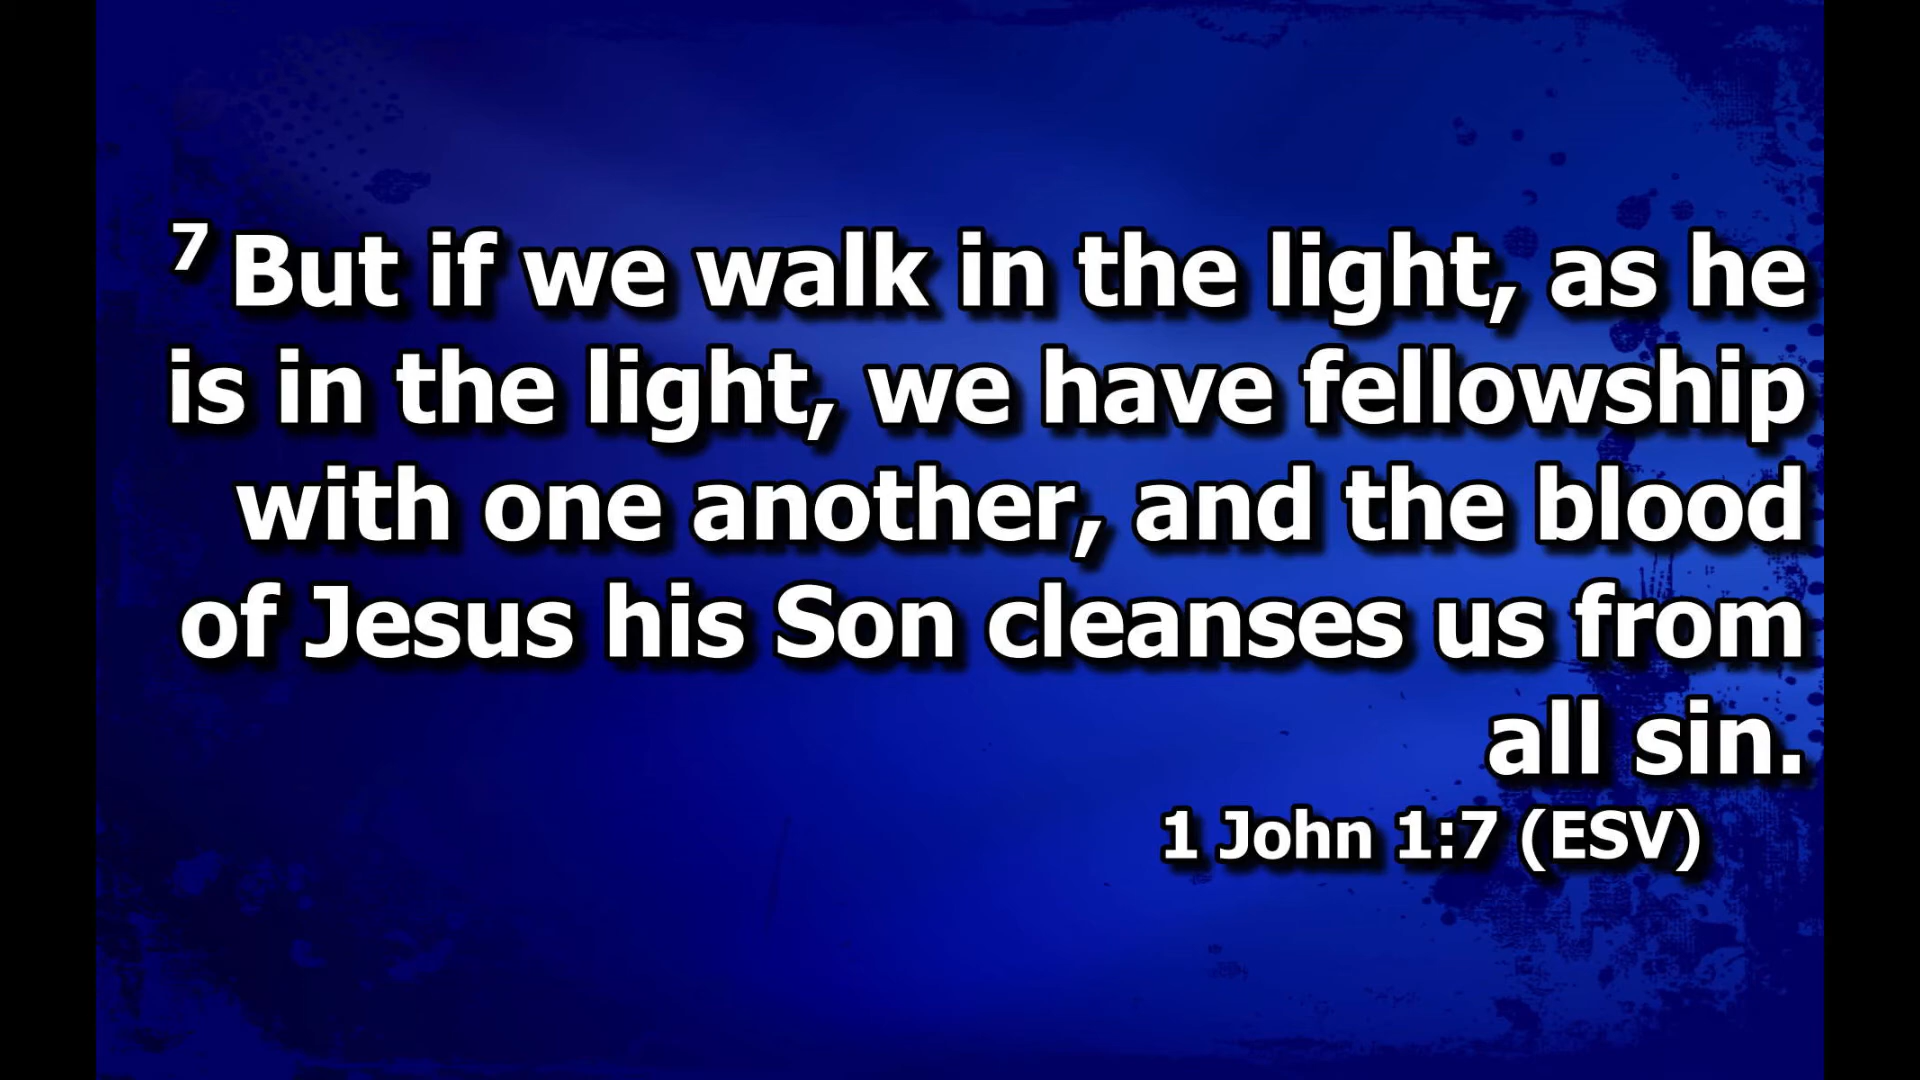 7 But if we walk in the light, as he
is in the light, we have fellowship
with one another, and the blood
of Jesus his Son cleanses us from
all sin.
1 John 1:7 (ESV)